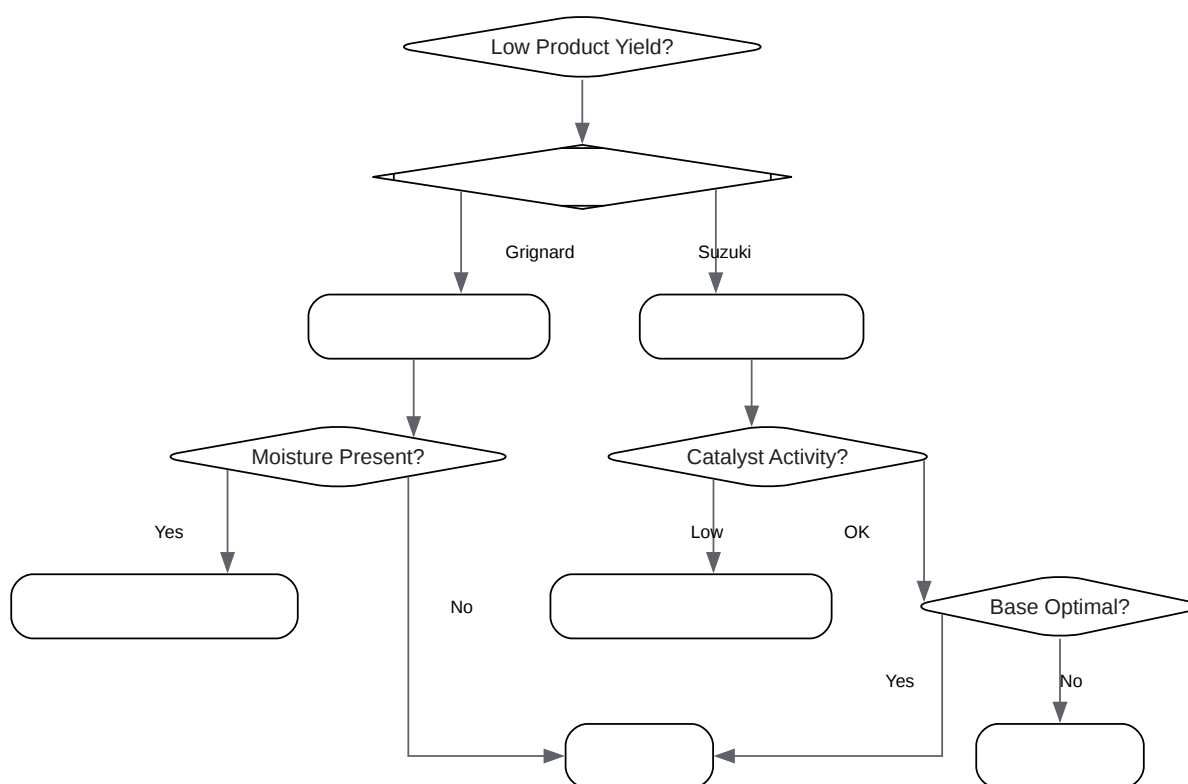 Low Product Yield?
Grignard
Suzuki
Moisture Present?
Catalyst Activity?
Yes
Low
OK
No
Base Optimal?
Yes
No